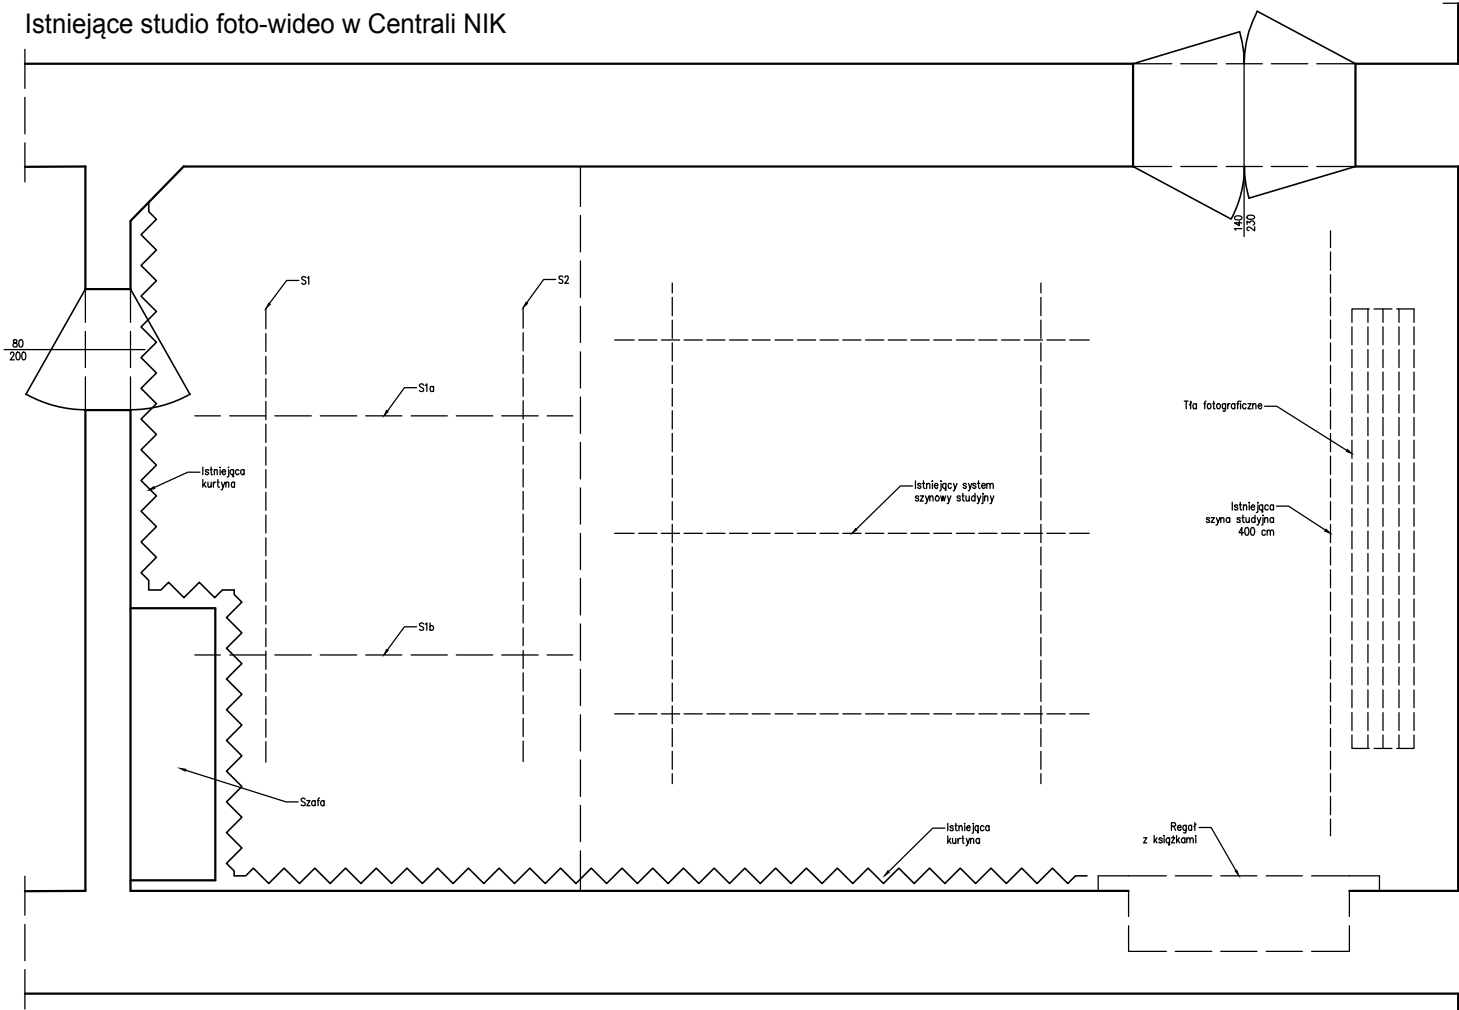 Istniejące studio foto-wideo w Centrali NIK
140
230
S1
S2
80
200
S1a
Tła fotograficzne
Istniejąca
kurtyna
Istniejący system
szynowy studyjny
Istniejąca
szyna studyjna
400 cm
S1b
Szafa
Istniejąca
kurtyna
Regał
z książkami